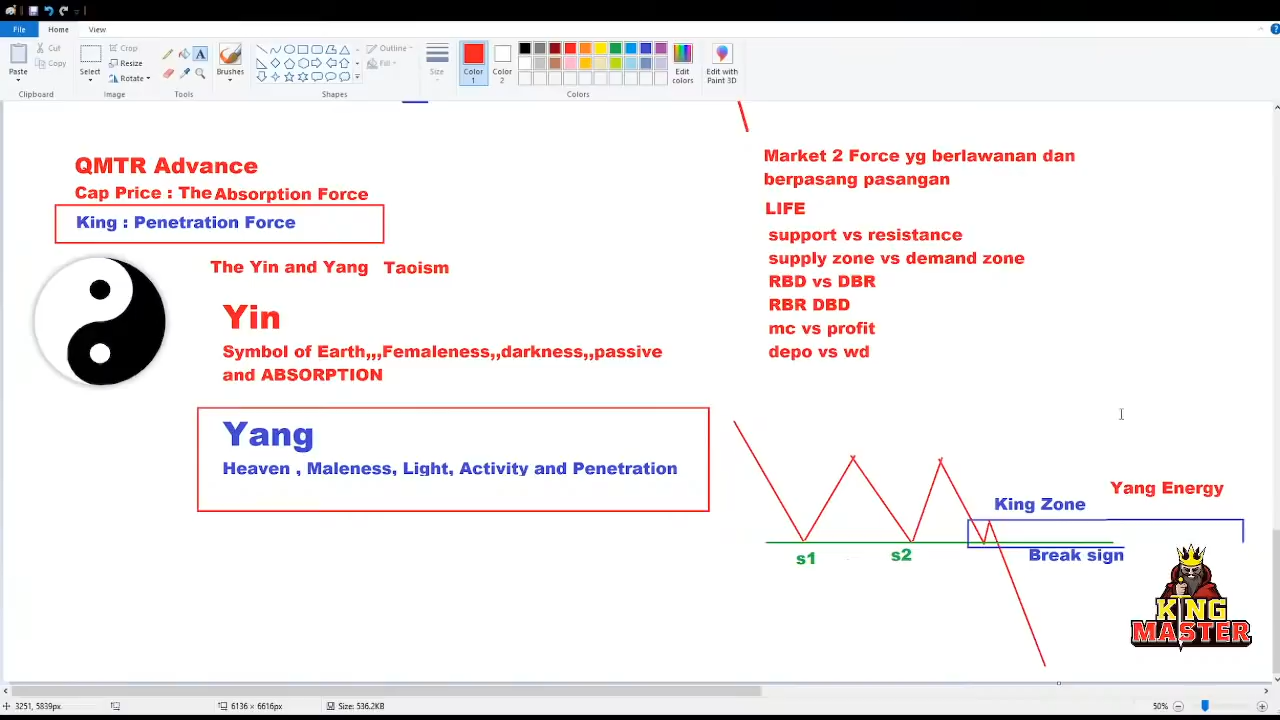 File
Home
View
Paste
Cut
Copy
Clipboard
Select
Crop
Resize
Rotate
Image
Tools
A
Brushes
Shapes
Outline
Fill
Size
Color
1
Color
2
Edit
colors
Edit with
Paint 3D
Colors
QMTR Advance
Cap Price : The Absorption Force
King : Penetration Force
The Yin and Yang Taoism
Yin
Symbol of Earth,,,Femaleness,,darkness,,passive
and ABSORPTION
Yang
Heaven , Maleness, Light, Activity and Penetration
Market 2 Force yg berlawanan dan
berpasang pasangan
LIFE
support vs resistance
supply zone vs demand zone
RBD vs DBR
RBR DBD
mc vs profit
depo vs wd
Yang Energy
King Zone
s1
s2
Break sign
KING
MASTER
3251, 5839px
6136 × 6616px
Size: 536.2KB
50%